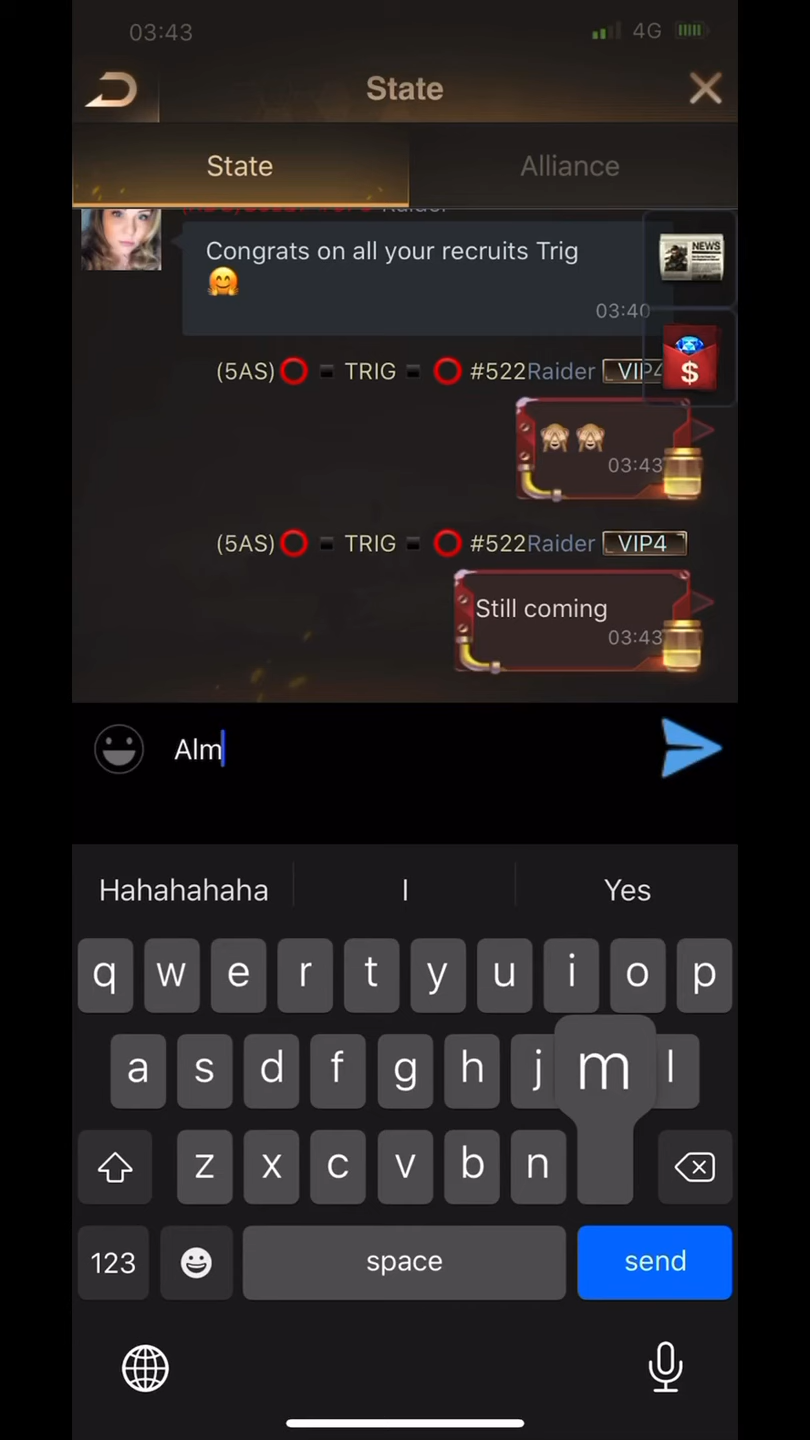 03:43
4G
State
State
Alliance
Raider
Congrats on all your recruits Trig
🤗
03:40
NEWS
$
(5AS)⭕ ▪ TRIG ▪ ⭕ #522Raider VIP4
🙈🙈
03:43
(5AS)⭕ ▪ TRIG ▪ ⭕ #522Raider VIP4
Still coming
03:43
Alm
Hahahahaha
I
Yes
q w e r t y u i o p
a s d f g h j m l
z x c v b n
123
space
send